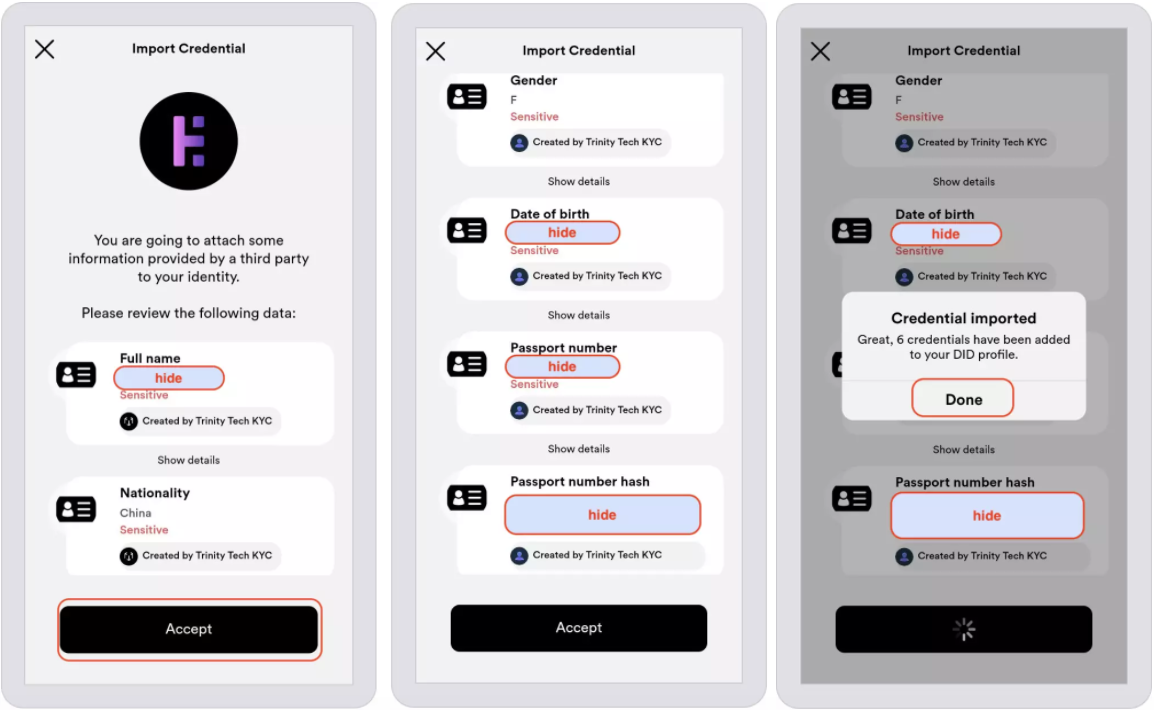 Import Credential
You are going to attach some
information provided by a third party
to your identity.
Please review the following data:
Full name
hide
Sensitive
Created by Trinity Tech KYC
Show details
Nationality
China
Sensitive
Created by Trinity Tech KYC
Accept
Import Credential
Gender
F
Sensitive
Created by Trinity Tech KYC
Show details
Date of birth
hide
Sensitive
Created by Trinity Tech KYC
Show details
Passport number
hide
Sensitive
Created by Trinity Tech KYC
Show details
Passport number hash
hide
Created by Trinity Tech KYC
Accept
Import Credential
Gender
F
Sensitive
Created by Trinity Tech KYC
Show details
Date of birth
hide
Sensitive
Created by Trinity Tech KYC
Credential imported
Great, 6 credentials have been added
to your DID profile.
Done
Show details
Passport number hash
hide
Created by Trinity Tech KYC